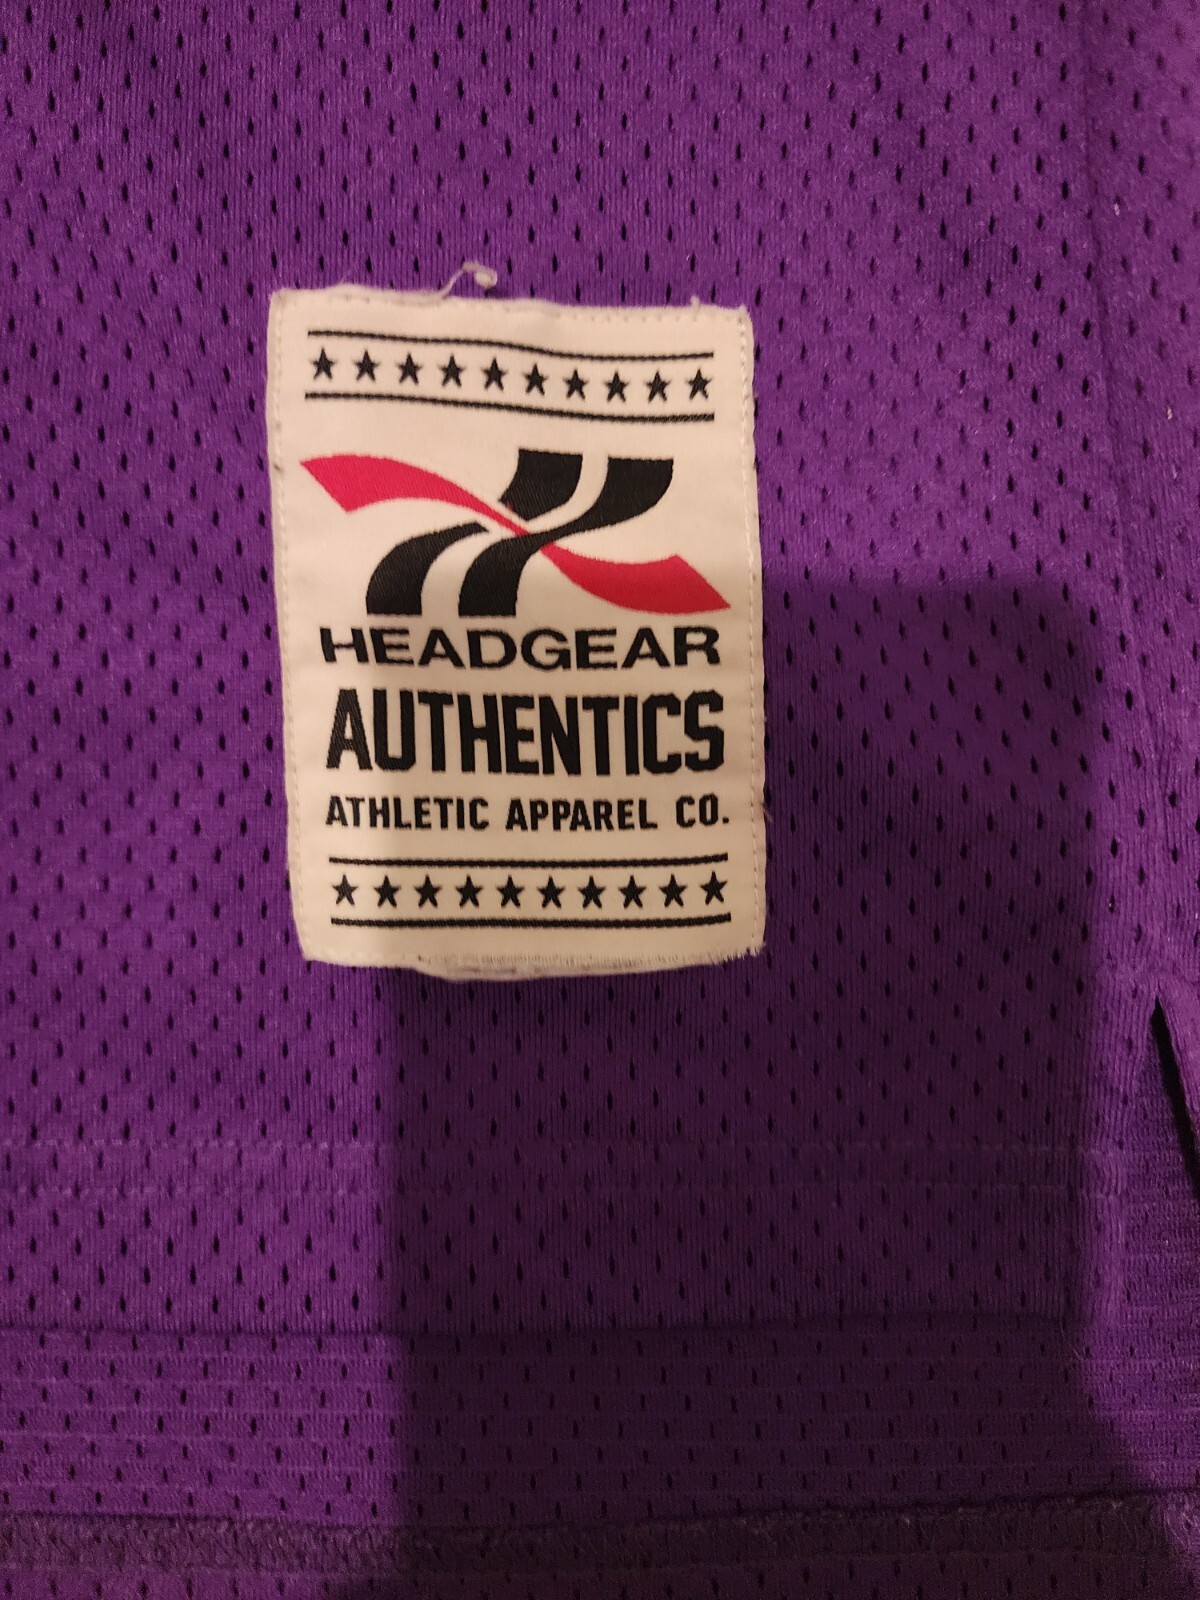 HEADGEAR
AUTHENTICS
ATHLETIC APPAREL CO.